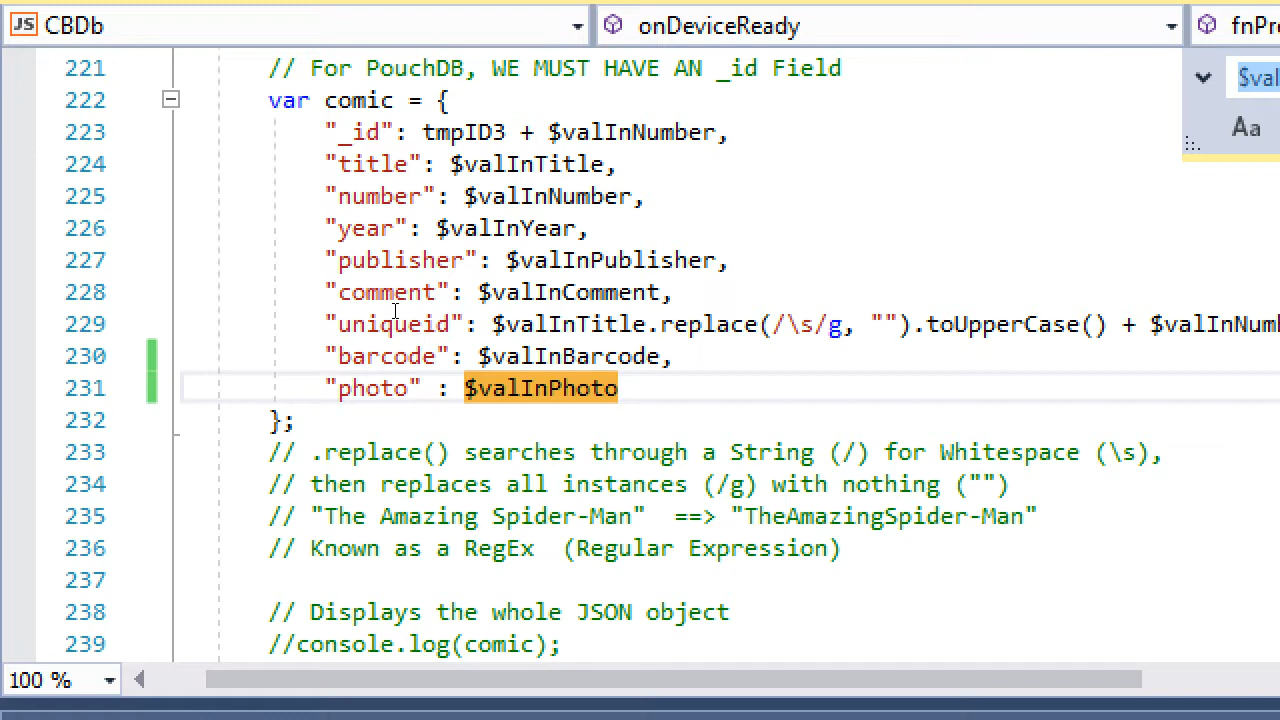 JS CBDb onDeviceReady fnPr
221 // For PouchDB, WE MUST HAVE AN _id Field $val
222 var comic = {
223 "_id": tmpID3 + $valInNumber, Aa
224 "title": $valInTitle,
225 "number": $valInNumber,
226 "year": $valInYear,
227 "publisher": $valInPublisher,
228 "comment": $valInComment,
229 "uniqueid": $valInTitle.replace(/\s/g, "").toUpperCase() + $valInNum
230 "barcode": $valInBarcode,
231 "photo" : $valInPhoto
232 };
233 // .replace() searches through a String (/) for Whitespace (\s),
234 // then replaces all instances (/g) with nothing ("")
235 // "The Amazing Spider-Man" ==> "TheAmazingSpider-Man"
236 // Known as a RegEx (Regular Expression)
237
238 // Displays the whole JSON object
239 //console.log(comic);
100 %